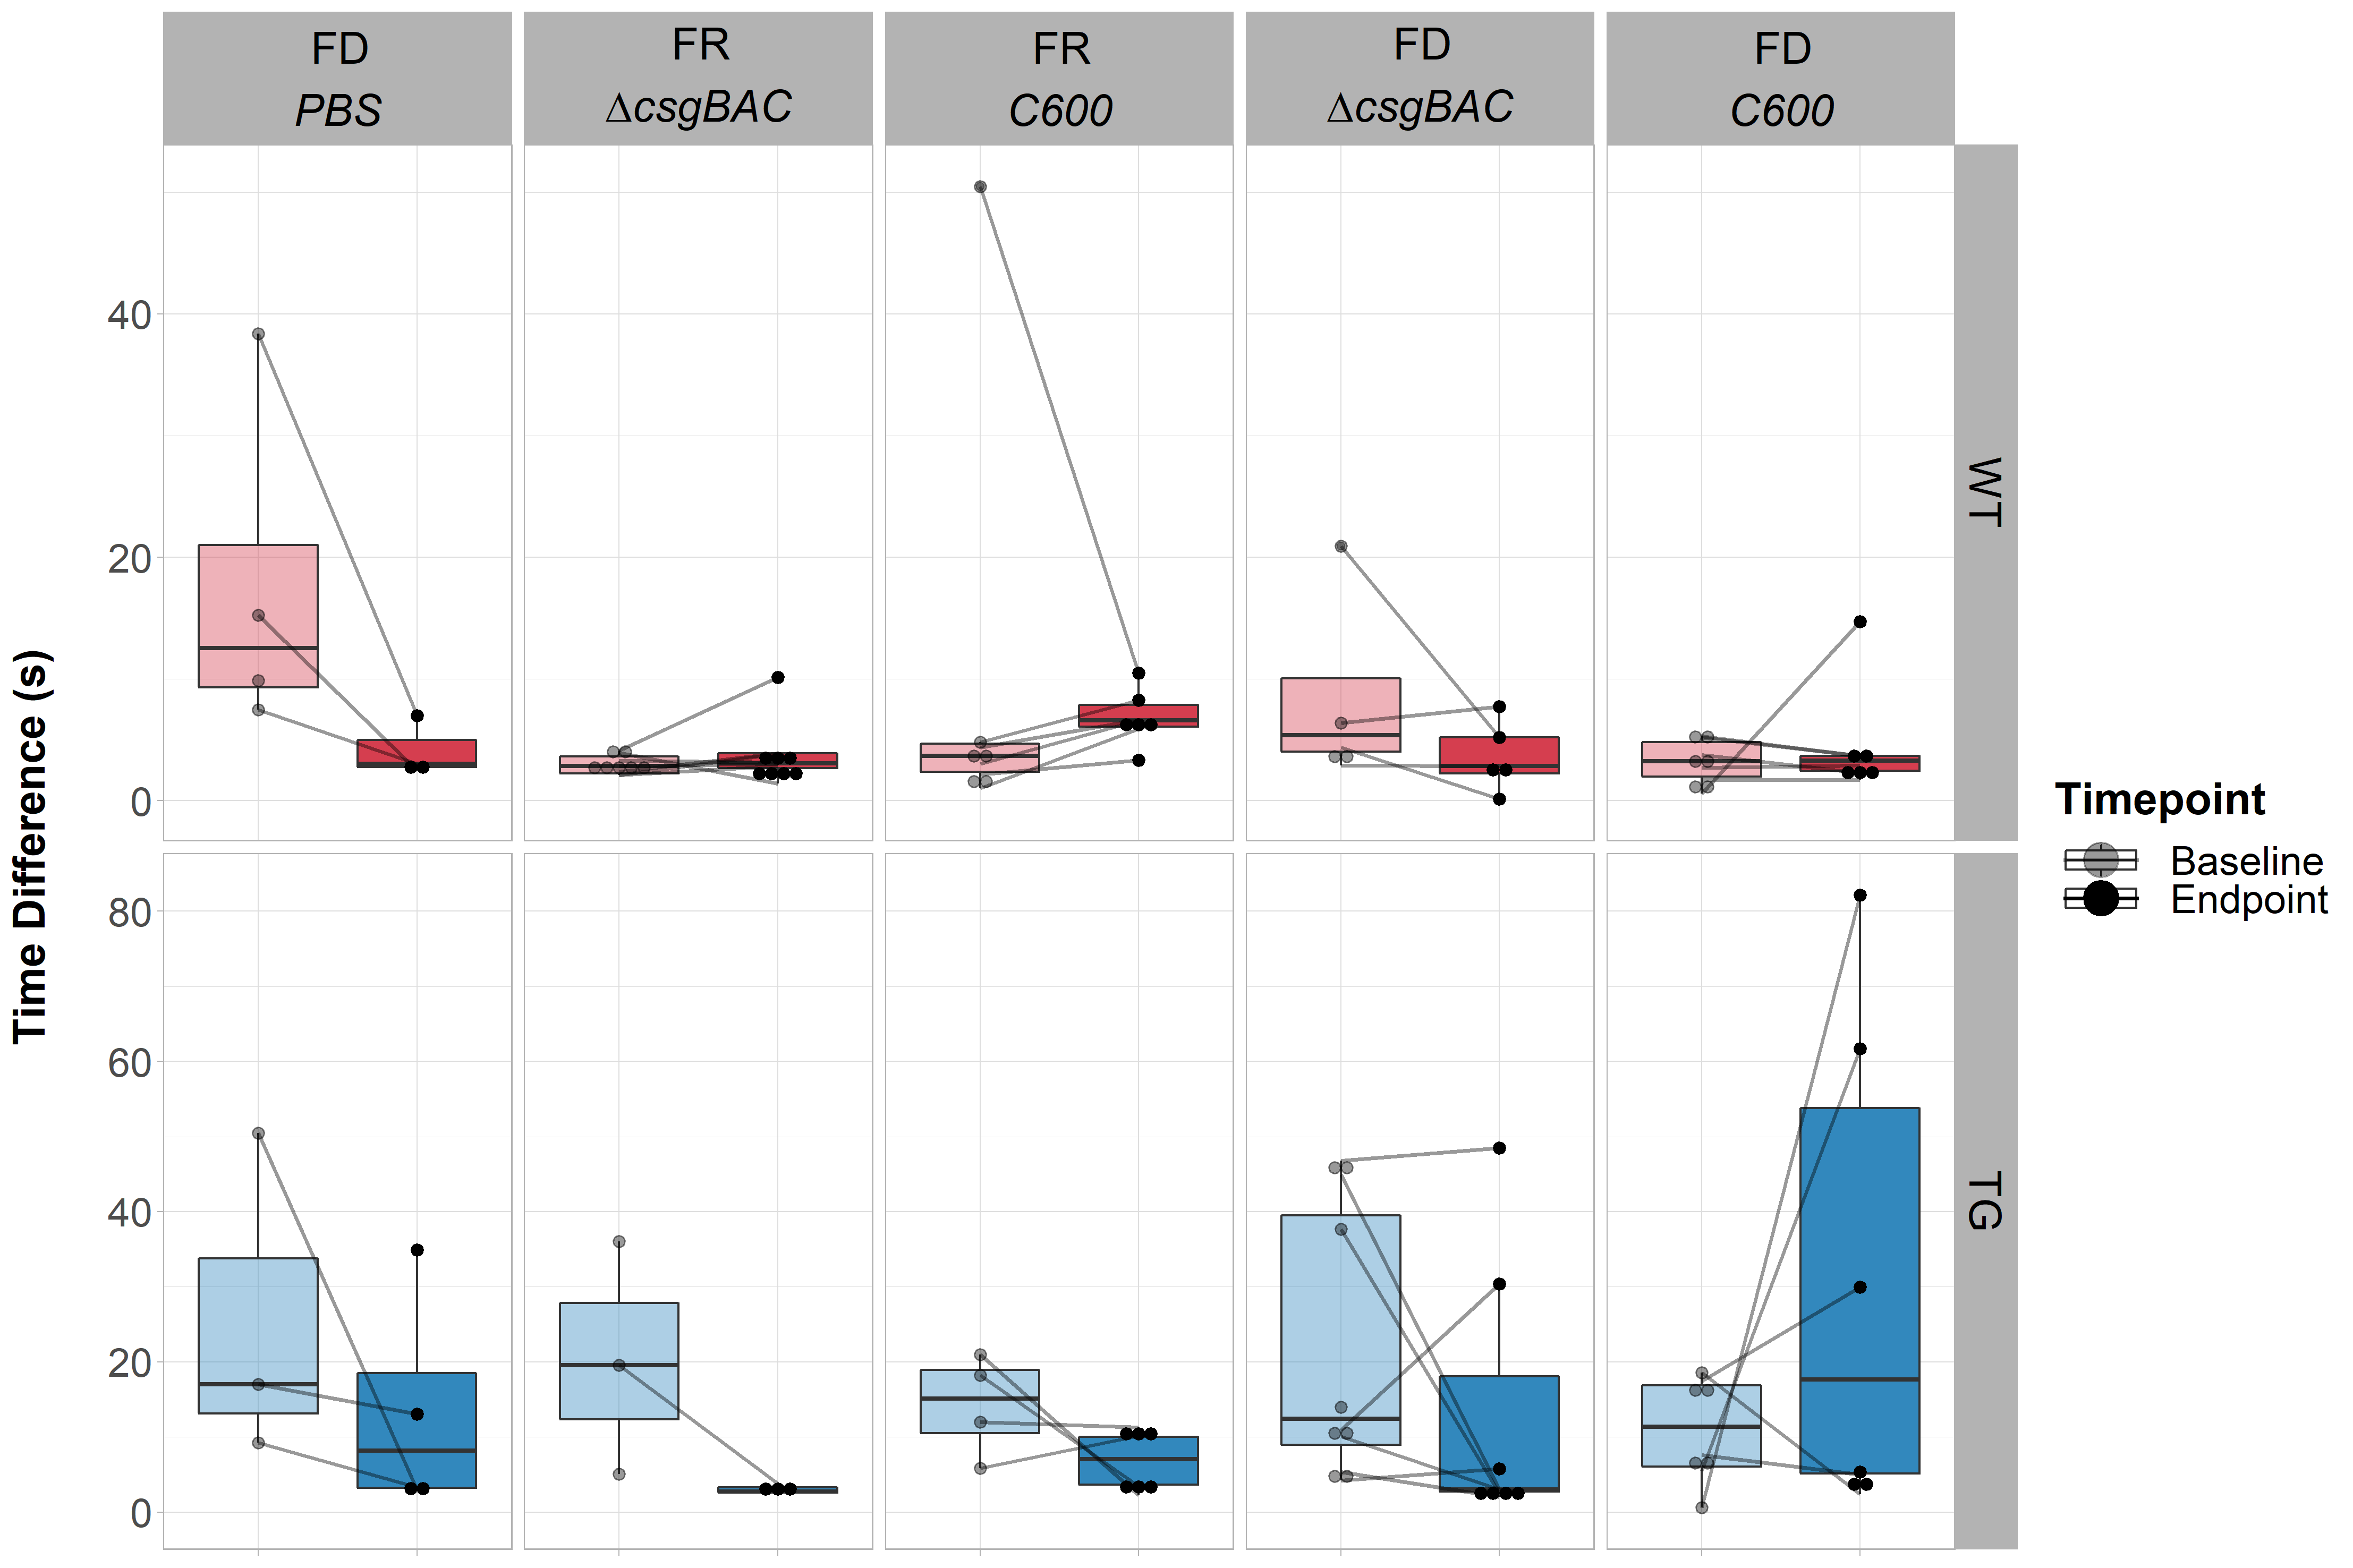 FD
PBS
FR
ΔcsgBAC
FR
C600
FD
ΔcsgBAC
FD
C600
Time Difference (s)
40
20
0
WT
80
60
40
20
0
TG
Timepoint
Baseline
Endpoint